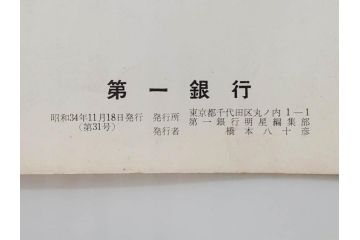 第一銀行
昭和34年11月18日発行 発行所 東京都千代田区丸ノ内1―1
(第31号) 第一銀行明星編集部
発行者 橋本八十彦